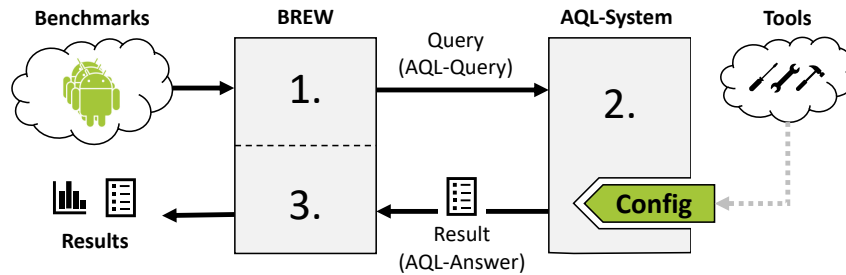 Benchmarks
BREW
AQL-System
Tools
Query
(AQL-Query)
1.
2.
3.
Config
Result
(AQL-Answer)
Results